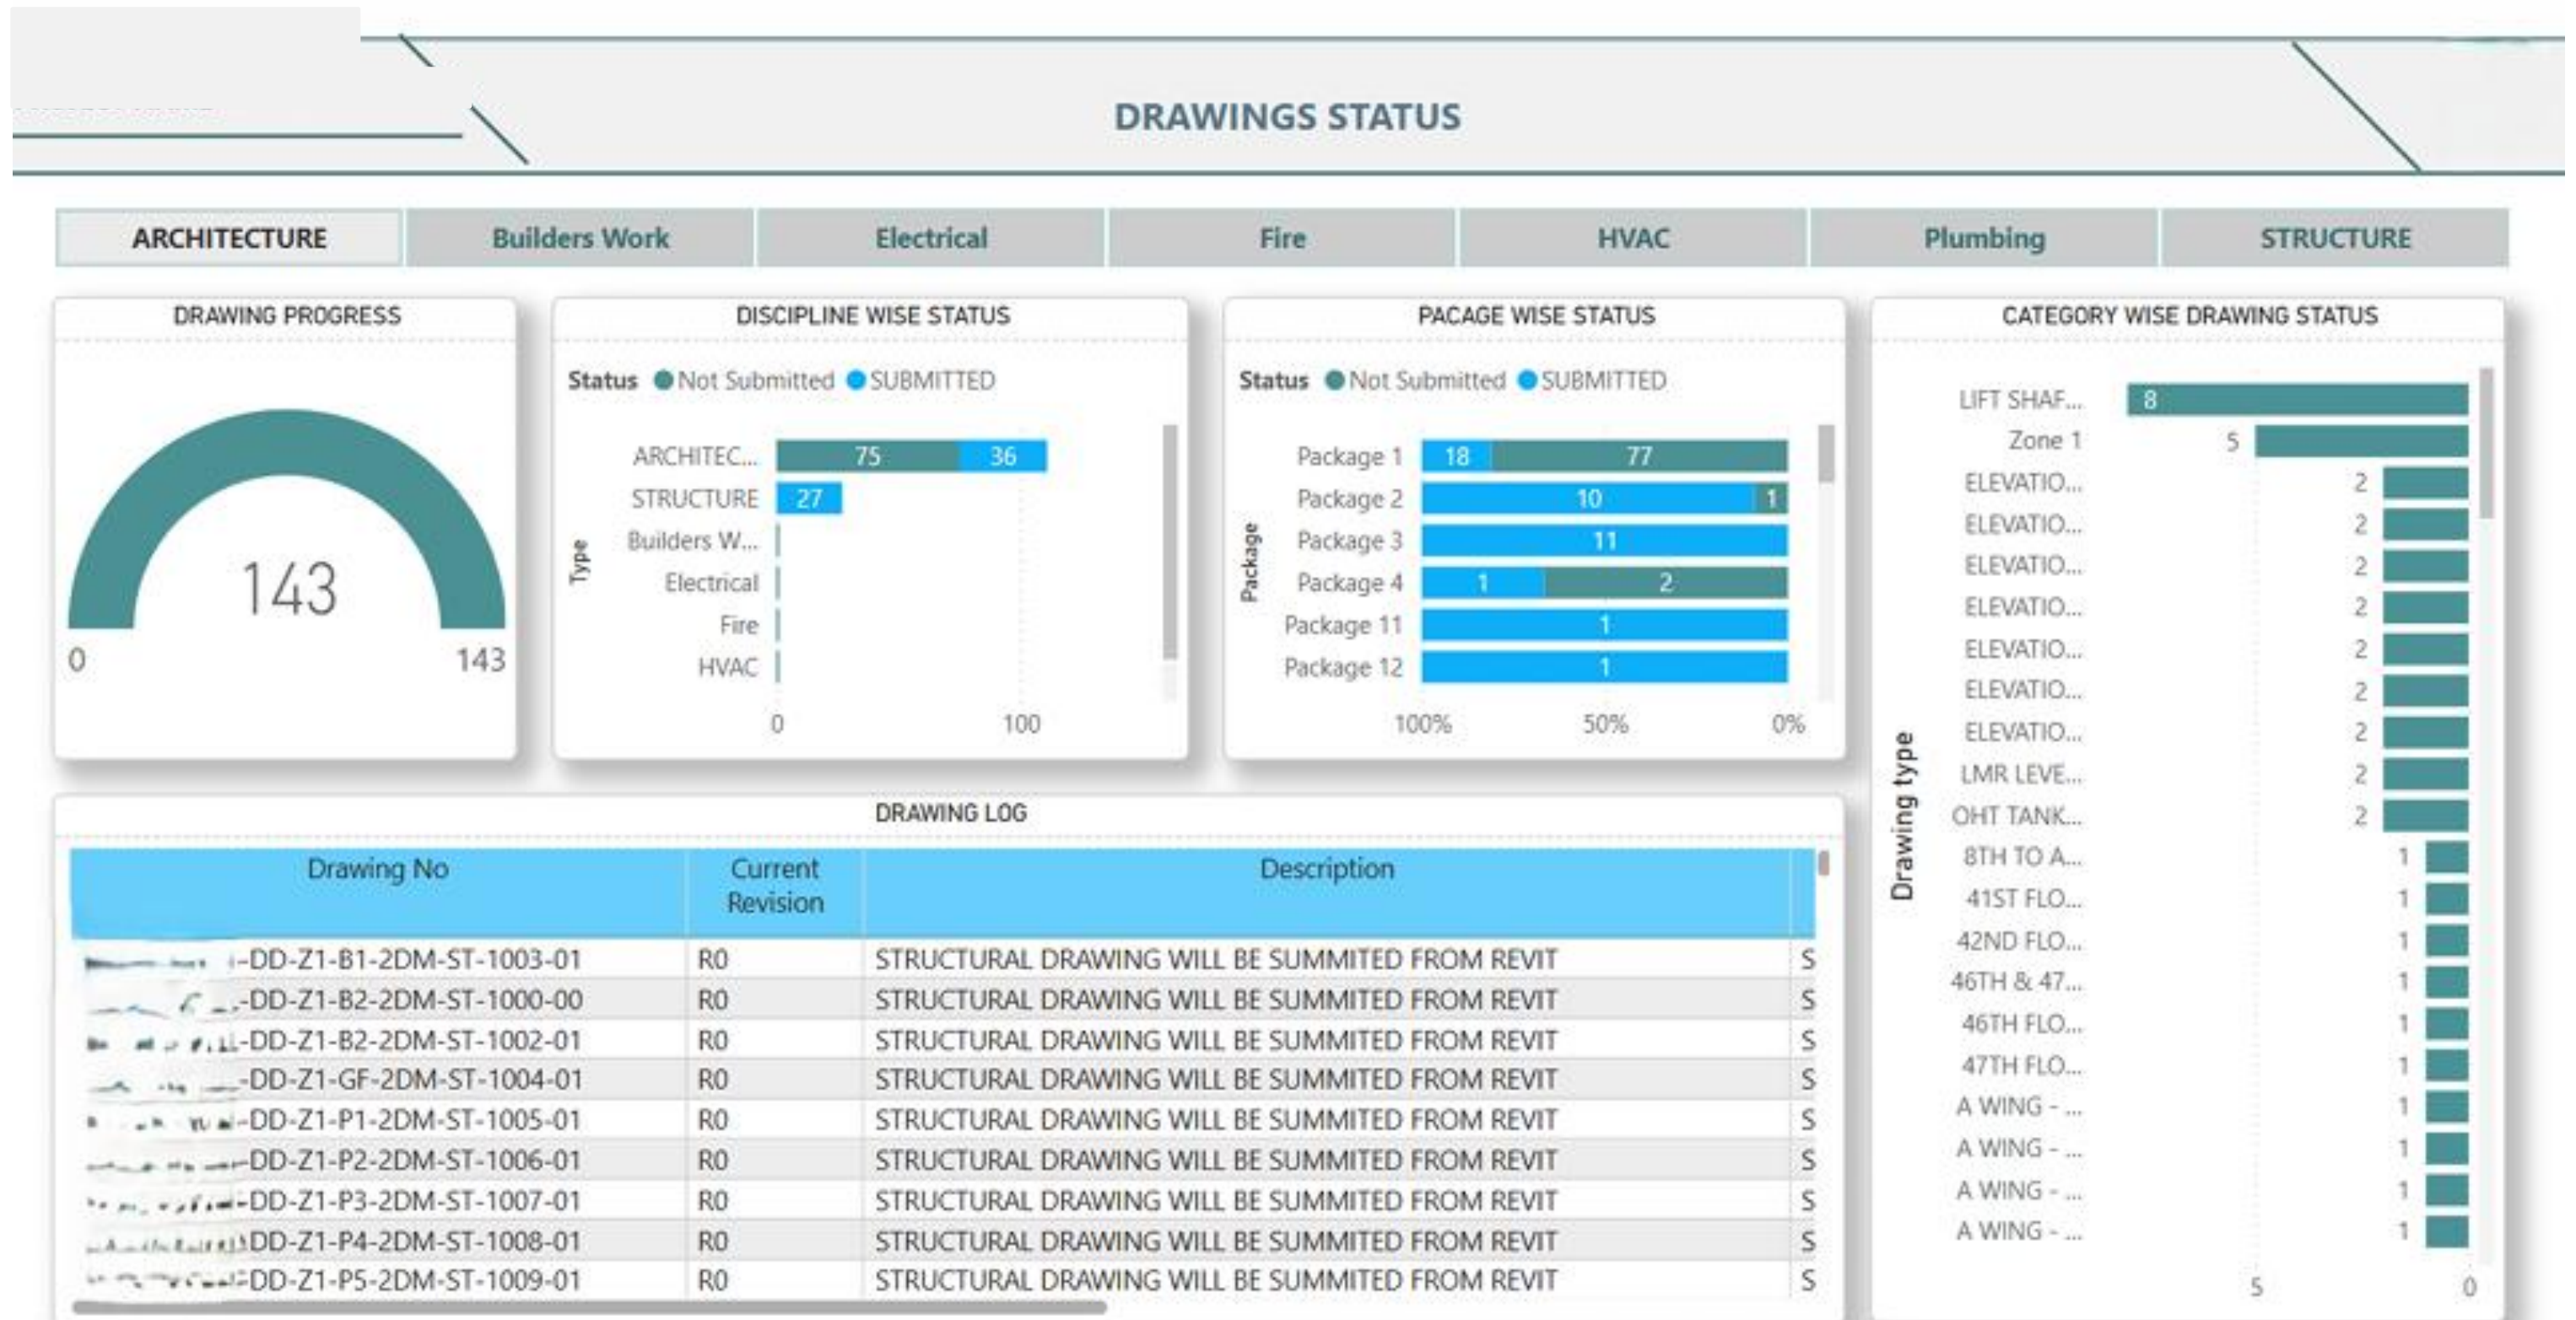 DRAWINGS STATUS
ARCHITECTURE
Builders Work
Electrical
Fire
HVAC
Plumbing
STRUCTURE
DRAWING PROGRESS
143
0
143
DISCIPLINE WISE STATUS
Status Not Submitted SUBMITTED
Type
ARCHITEC... 75 36
STRUCTURE 27
Builders W...
Electrical
Fire
HVAC
0 100
PACAGE WISE STATUS
Status Not Submitted SUBMITTED
Package
Package 1 18 77
Package 2 10 1
Package 3 11
Package 4 1 2
Package 11 1
Package 12 1
100% 50% 0%
CATEGORY WISE DRAWING STATUS
Drawing type
LIFT SHAF... 8
Zone 1 5
ELEVATIO... 2
ELEVATIO... 2
ELEVATIO... 2
ELEVATIO... 2
ELEVATIO... 2
ELEVATIO... 2
ELEVATIO... 2
LMR LEVE... 2
OHT TANK... 2
8TH TO A... 1
41ST FLO... 1
42ND FLO... 1
46TH & 47... 1
46TH FLO... 1
47TH FLO... 1
A WING - ... 1
A WING - ... 1
A WING - ... 1
A WING - ... 1
5 0
DRAWING LOG
Drawing No Current Revision Description
-DD-Z1-B1-2DM-ST-1003-01 R0 STRUCTURAL DRAWING WILL BE SUMMITED FROM REVIT S
-DD-Z1-B2-2DM-ST-1000-00 R0 STRUCTURAL DRAWING WILL BE SUMMITED FROM REVIT S
-DD-Z1-B2-2DM-ST-1002-01 R0 STRUCTURAL DRAWING WILL BE SUMMITED FROM REVIT S
-DD-Z1-GF-2DM-ST-1004-01 R0 STRUCTURAL DRAWING WILL BE SUMMITED FROM REVIT S
-DD-Z1-P1-2DM-ST-1005-01 R0 STRUCTURAL DRAWING WILL BE SUMMITED FROM REVIT S
-DD-Z1-P2-2DM-ST-1006-01 R0 STRUCTURAL DRAWING WILL BE SUMMITED FROM REVIT S
-DD-Z1-P3-2DM-ST-1007-01 R0 STRUCTURAL DRAWING WILL BE SUMMITED FROM REVIT S
DD-Z1-P4-2DM-ST-1008-01 R0 STRUCTURAL DRAWING WILL BE SUMMITED FROM REVIT S
-DD-Z1-P5-2DM-ST-1009-01 R0 STRUCTURAL DRAWING WILL BE SUMMITED FROM REVIT S